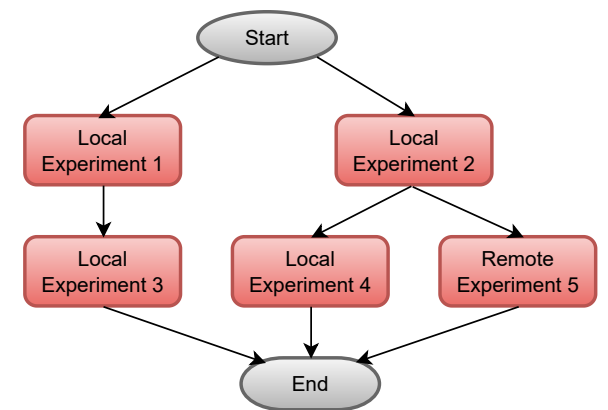 Start
Local
Experiment 1
Local
Experiment 2
Local
Experiment 3
Local
Experiment 4
Remote
Experiment 5
End